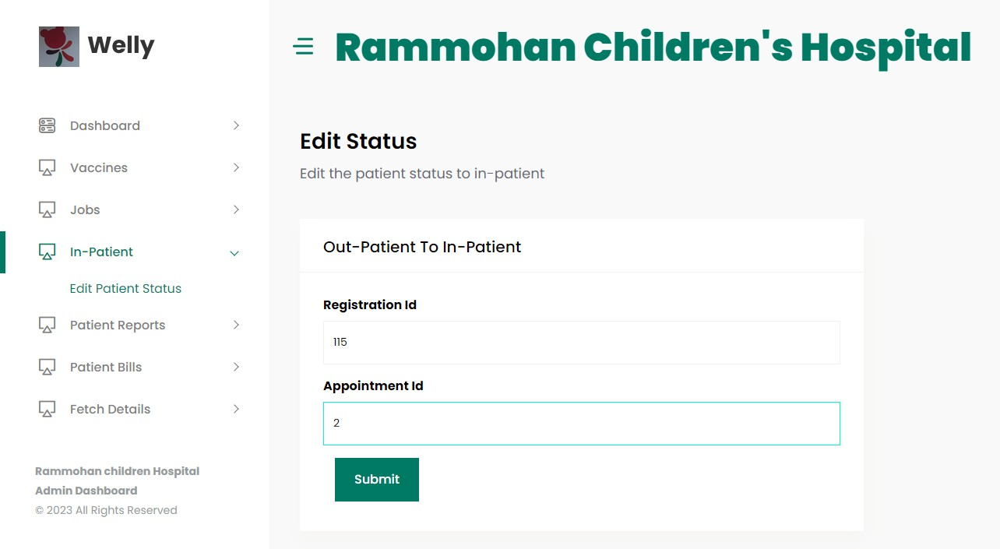 Welly
Dashboard
Vaccines
Jobs
In-Patient
Edit Patient Status
Patient Reports
Patient Bills
Fetch Details
Rammohan children Hospital
Admin Dashboard
© 2023 All Rights Reserved
Rammohan Children's Hospital
Edit Status
Edit the patient status to in-patient
Out-Patient To In-Patient
Registration Id
115
Appointment Id
2
Submit